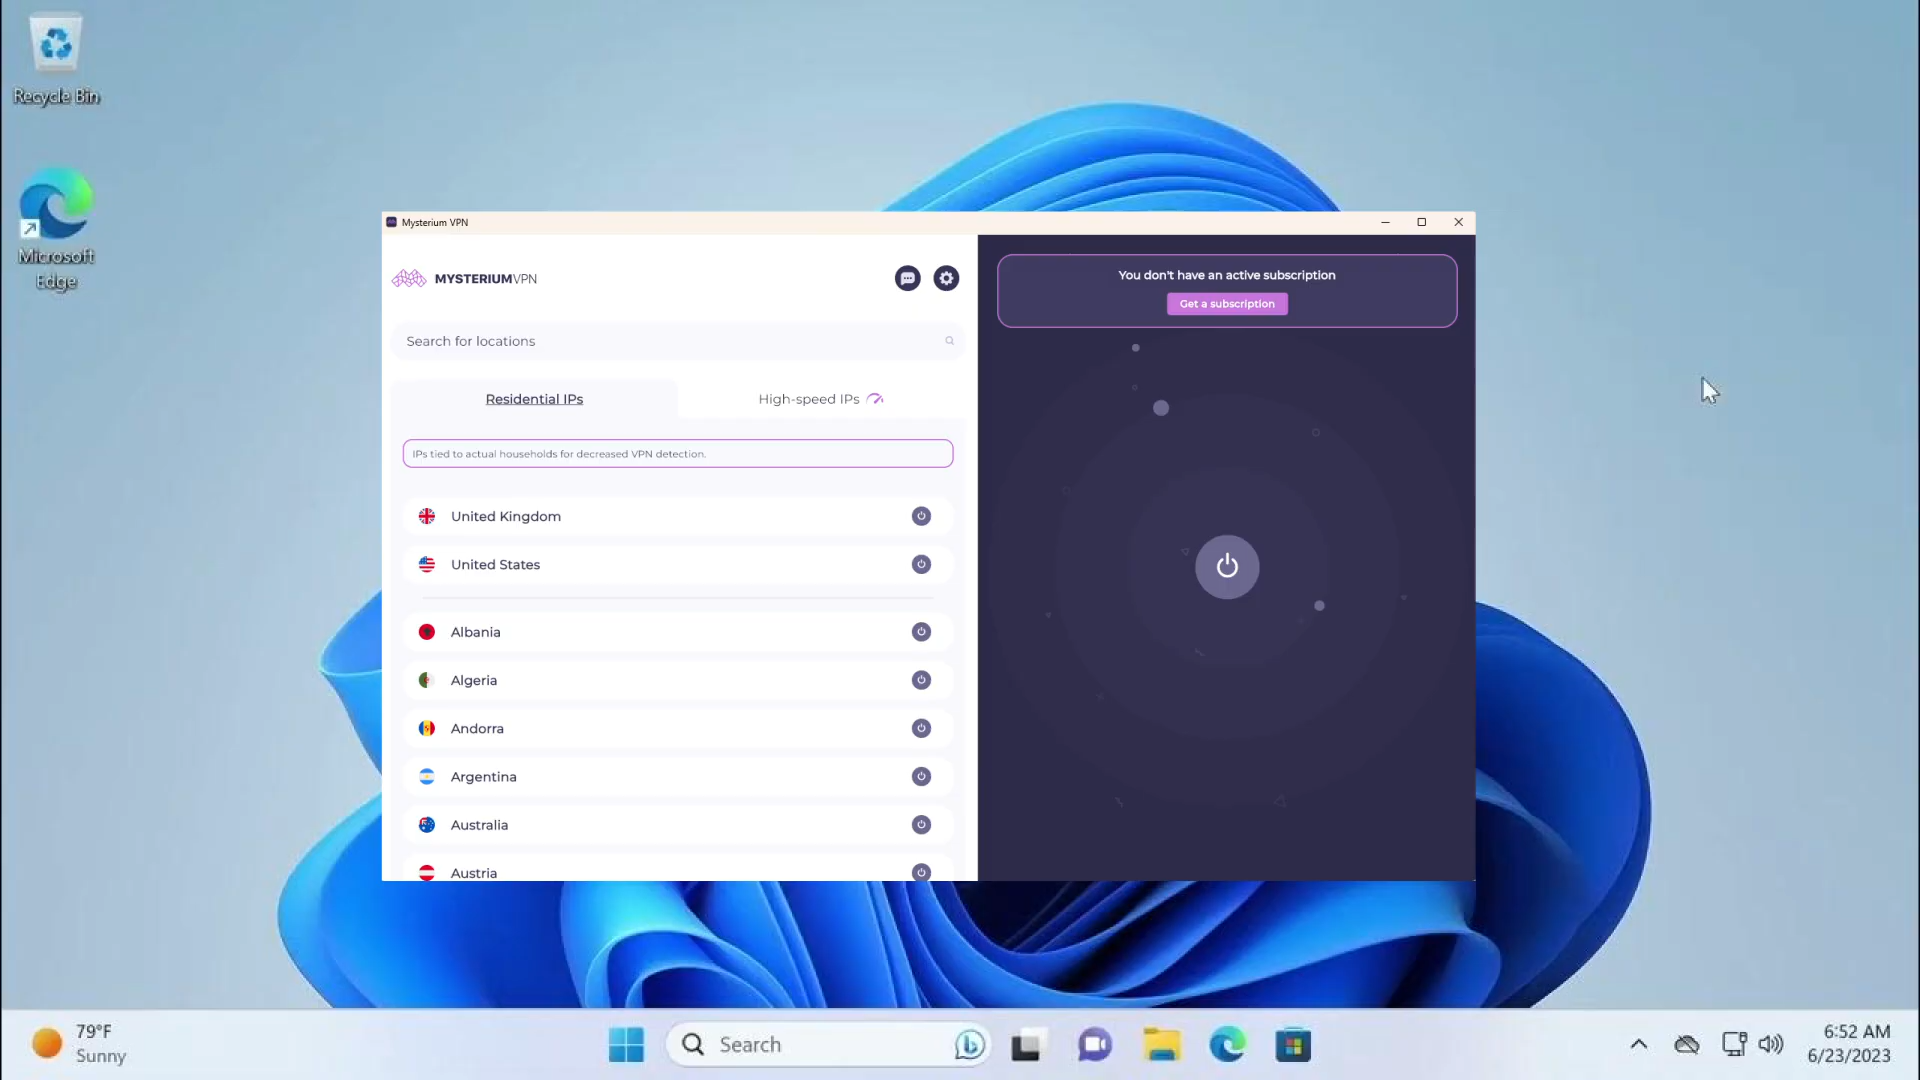 Recycle Bin
Microsoft
Edge
Mysterium VPN
MYSTERIUMVPN
Search for locations
Residential IPs
High-speed IPs
IPs tied to actual households for decreased VPN detection.
United Kingdom
United States
Albania
Algeria
Andorra
Argentina
Australia
Austria
You don't have an active subscription
Get a subscription
79°F
Sunny
Search
6:52 AM
6/23/2023